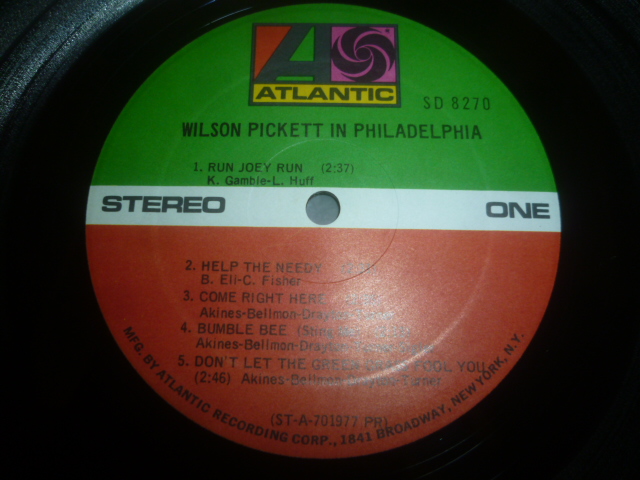 ATLANTIC
SD 8270
WILSON PICKETT IN PHILADELPHIA
1. RUN JOEY RUN (2:37)
K. Gamble-L. Huff
STEREO
ONE
2. HELP THE NEEDY
B. Eli-C. Fisher
3. COME RIGHT HERE
Akines-Bellmon-Drayton-Turner
4. BUMBLE BEE
Akines-Bellmon-Drayton-Turner
5. DON'T LET THE GREEN FOOL YOU
(2:46) Akines-Bellmon-Drayton-Turner
(ST-A-701977 PR)
MFG. BY ATLANTIC RECORDING CORP., 1841 BROADWAY, NEW YORK, N.Y.